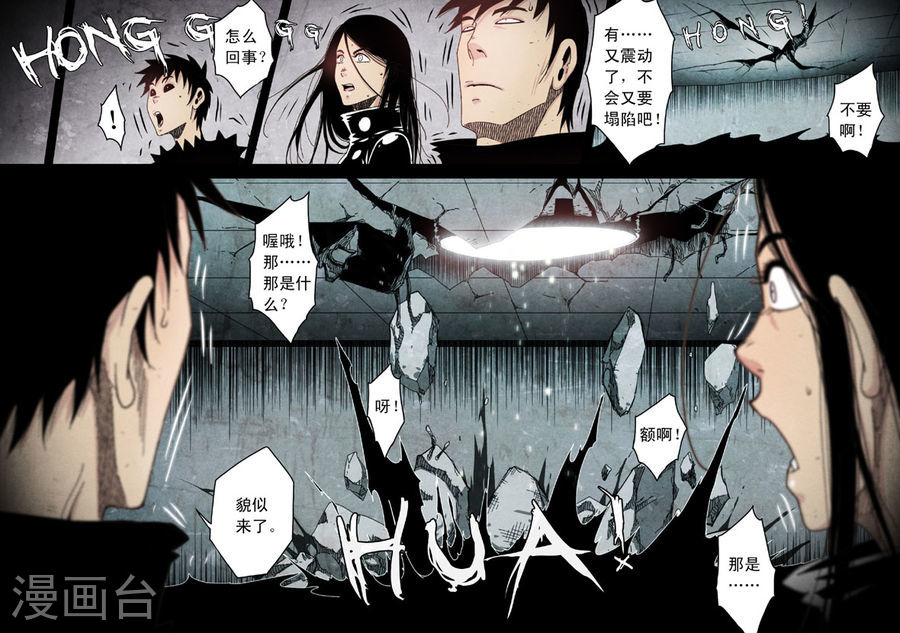 HONG G G G
！
怎么
回事？
有……
又震动
了，不
会又要
塌陷吧！
HONG！
不要
啊！
喔哦！
那……
那是什
么？
呀！
额啊！
貌似
来了。
HUA！
那是
……
漫画台